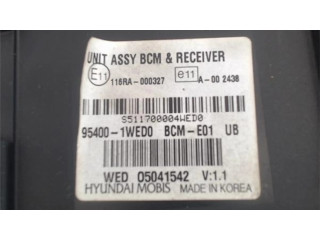 UNIT ASSY BCM & RECEIVER
E11 116RA-000327 e11 A-00 2438
S511700004WED0
95400-1WED0 BCM-E01 UB
WED 05041542 V:1.1
HYUNDAI MOBIS MADE IN KOREA